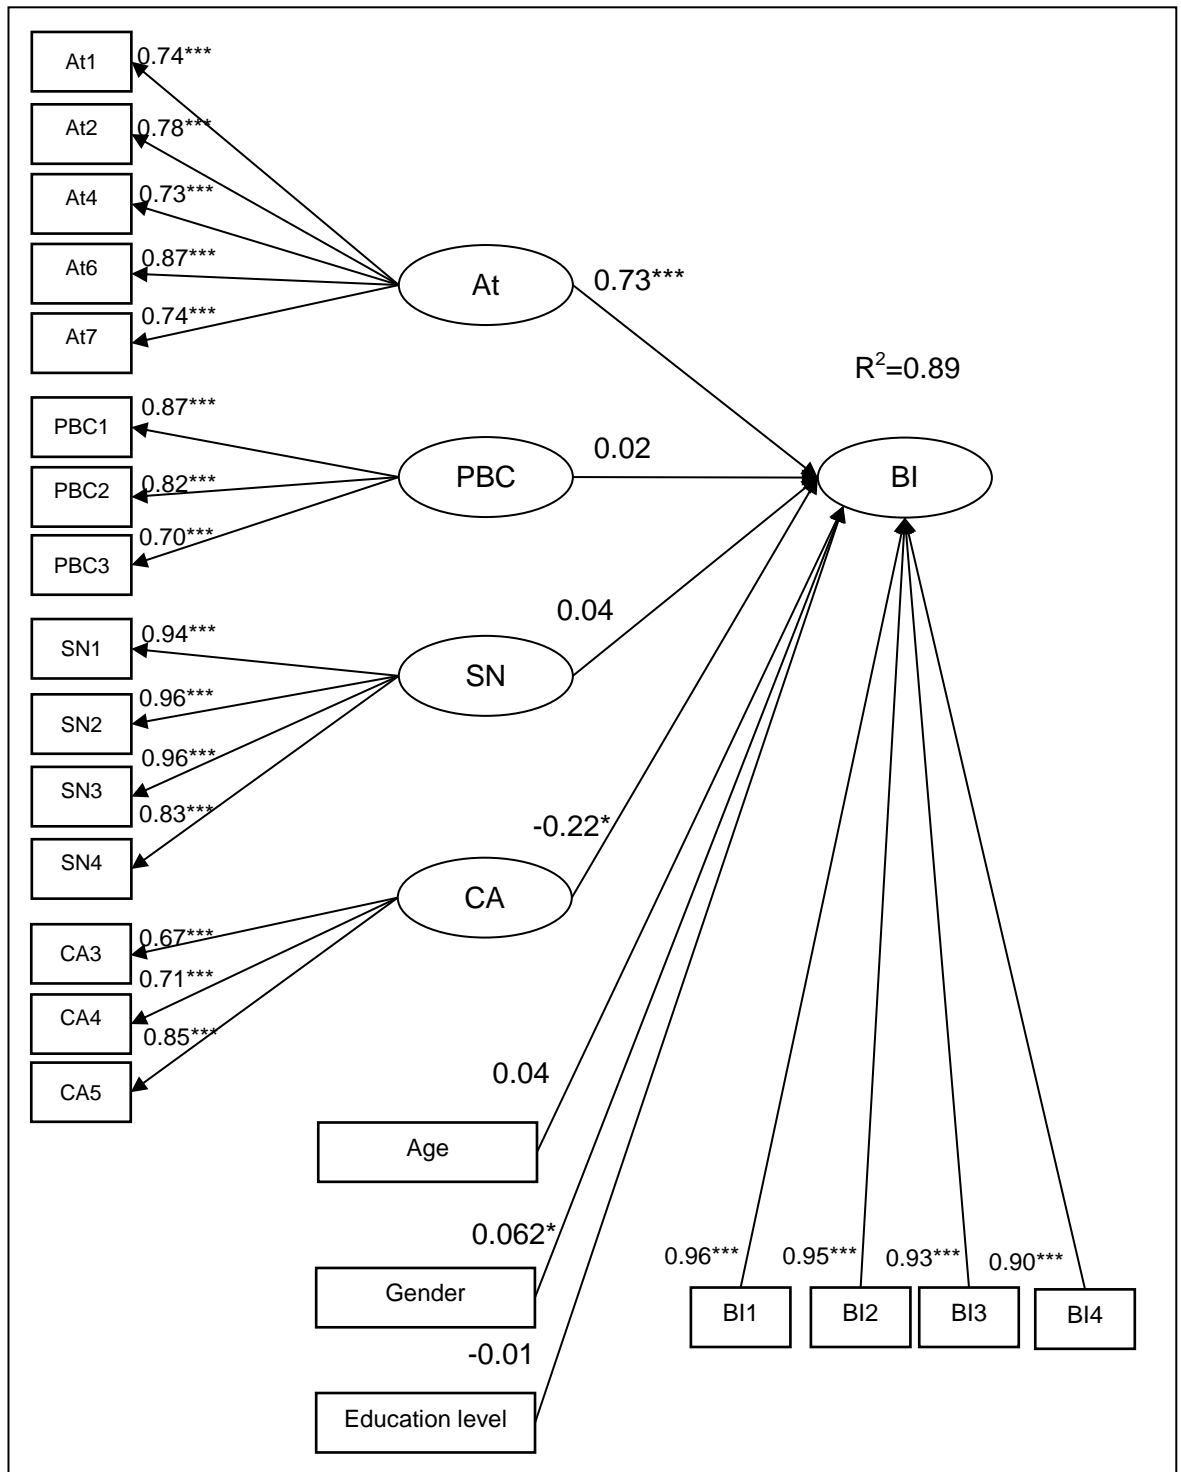 At1
0.74***
At2
0.78***
At4
0.73***
At6
0.87***
At7
0.74***
At
0.73***
R²=0.89
PBC1
0.87***
PBC2
0.82***
PBC3
0.70***
PBC
0.02
BI
SN1
0.94***
SN2
0.96***
SN3
0.96***
SN4
0.83***
SN
0.04
CA3
0.67***
CA4
0.71***
CA5
0.85***
CA
-0.22*
0.04
Age
0.062*
Gender
-0.01
Education level
0.96***
0.95***
0.93***
0.90***
BI1
BI2
BI3
BI4